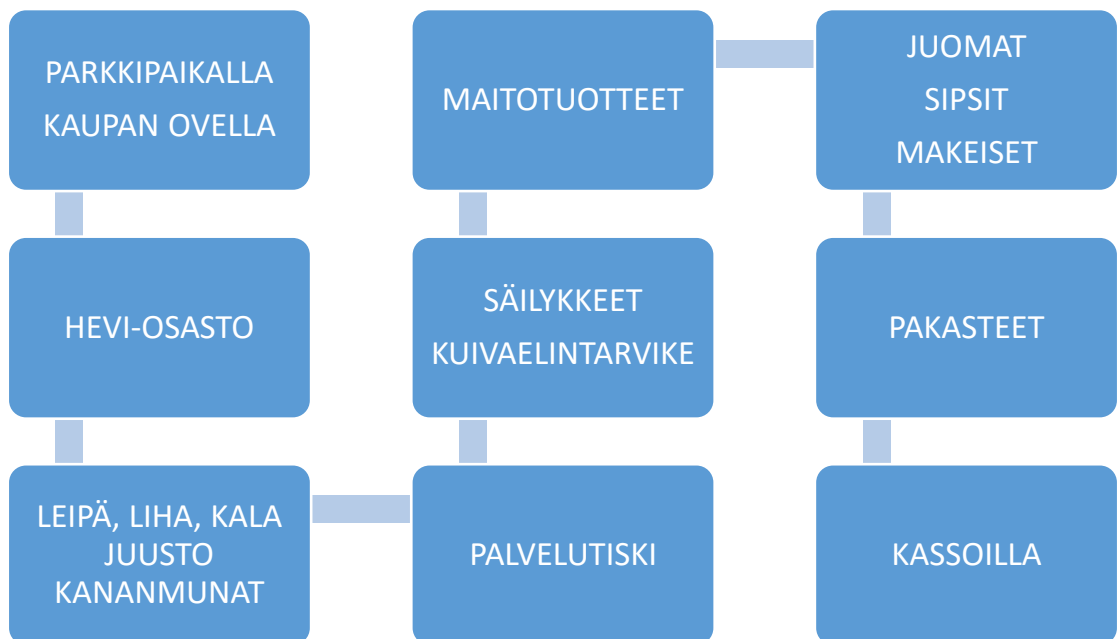 PARKKIPAIKALLA
KAUPAN OVELLA
HEVI-OSASTO
LEIPÄ, LIHA, KALA
JUUSTO
KANANMUNAT
PALVELUTISKI
SÄILYKKEET
KUIVAELINTARVIKE
MAITOTUOTTEET
JUOMAT
SIPSIT
MAKEISET
PAKASTEET
KASSOILLA